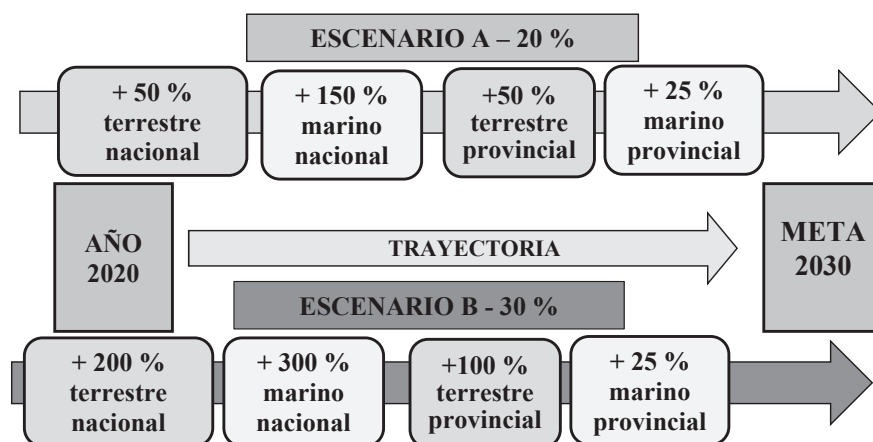 ESCENARIO A – 20 %
+ 50 %
terrestre
nacional
+ 150 %
marino
nacional
+50 %
terrestre
provincial
+ 25 %
marino
provincial
AÑO
2020
TRAYECTORIA
META
2030
ESCENARIO B - 30 %
+ 200 %
terrestre
nacional
+ 300 %
marino
nacional
+100 %
terrestre
provincial
+ 25 %
marino
provincial